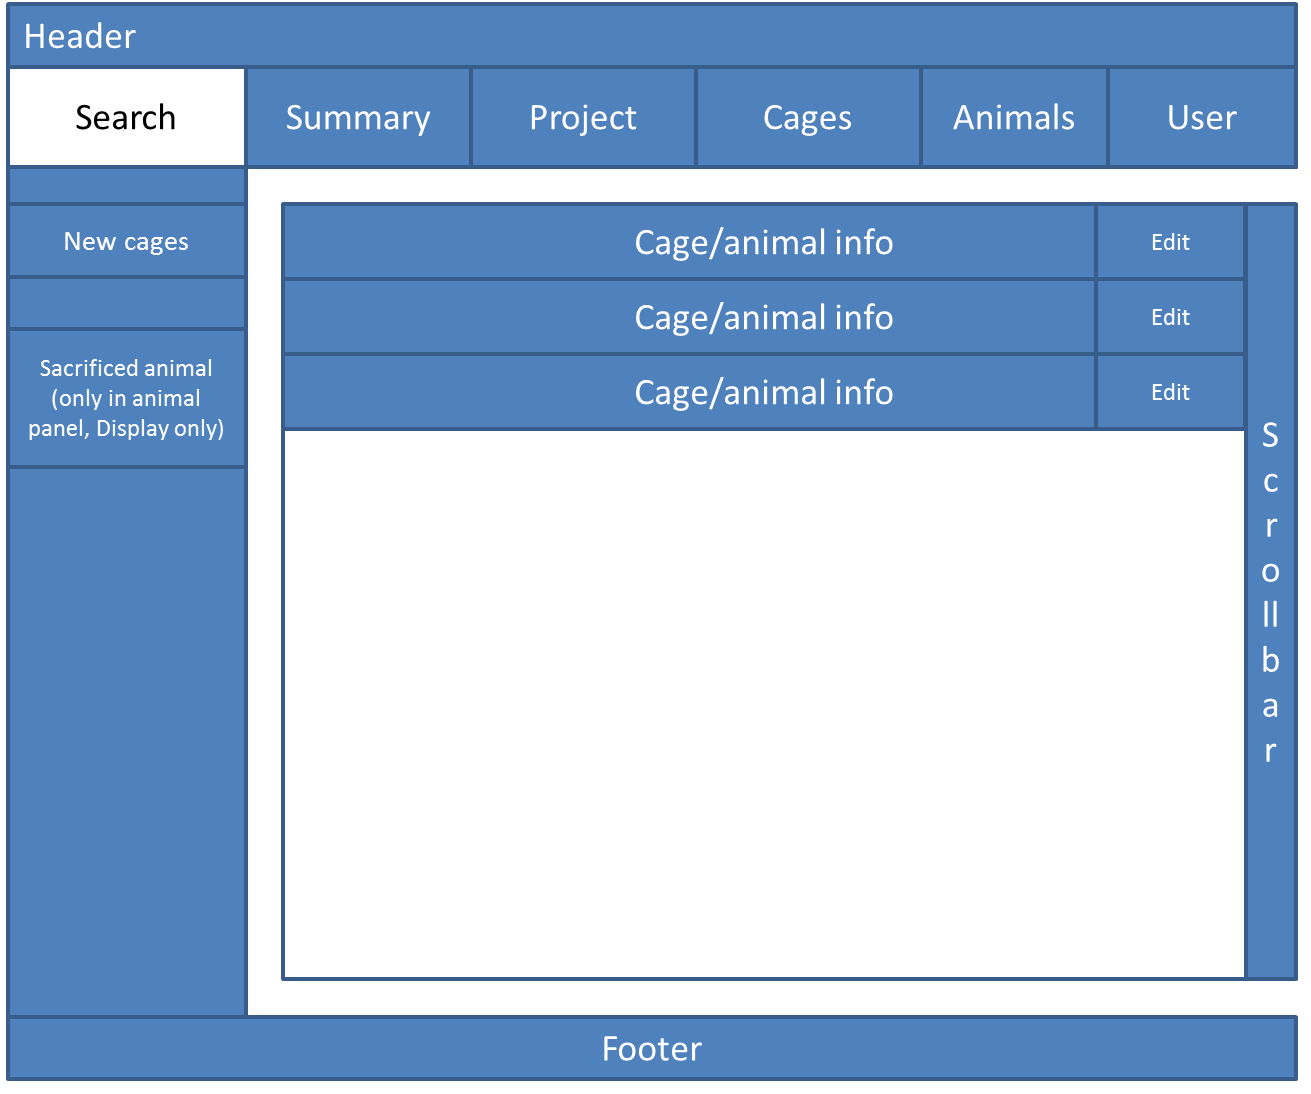 Header
Search
Summary
Project
Cages
Animals
User
New cages
Sacrificed animal
(only in animal
panel, Display only)
Cage/animal info
Edit
Cage/animal info
Edit
Cage/animal info
Edit
S
c
r
o
ll
b
a
r
Footer